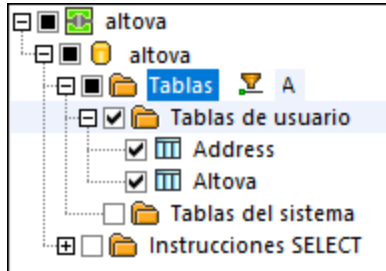 altova
altova
Tablas A
Tablas de usuario
Address
Altova
Tablas del sistema
Instrucciones SELECT